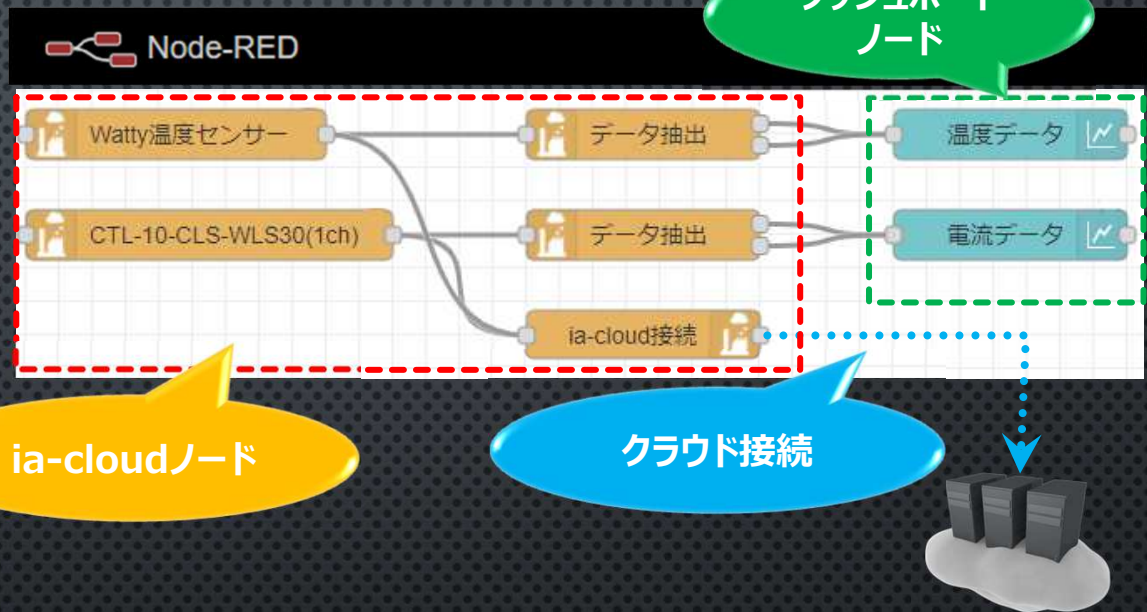 Node-RED
ノード
Watty温度センサー
データ抽出
温度データ
CTL-10-CLS-WLS30(1ch)
データ抽出
電流データ
ia-cloud接続
ia-cloudノード
クラウド接続